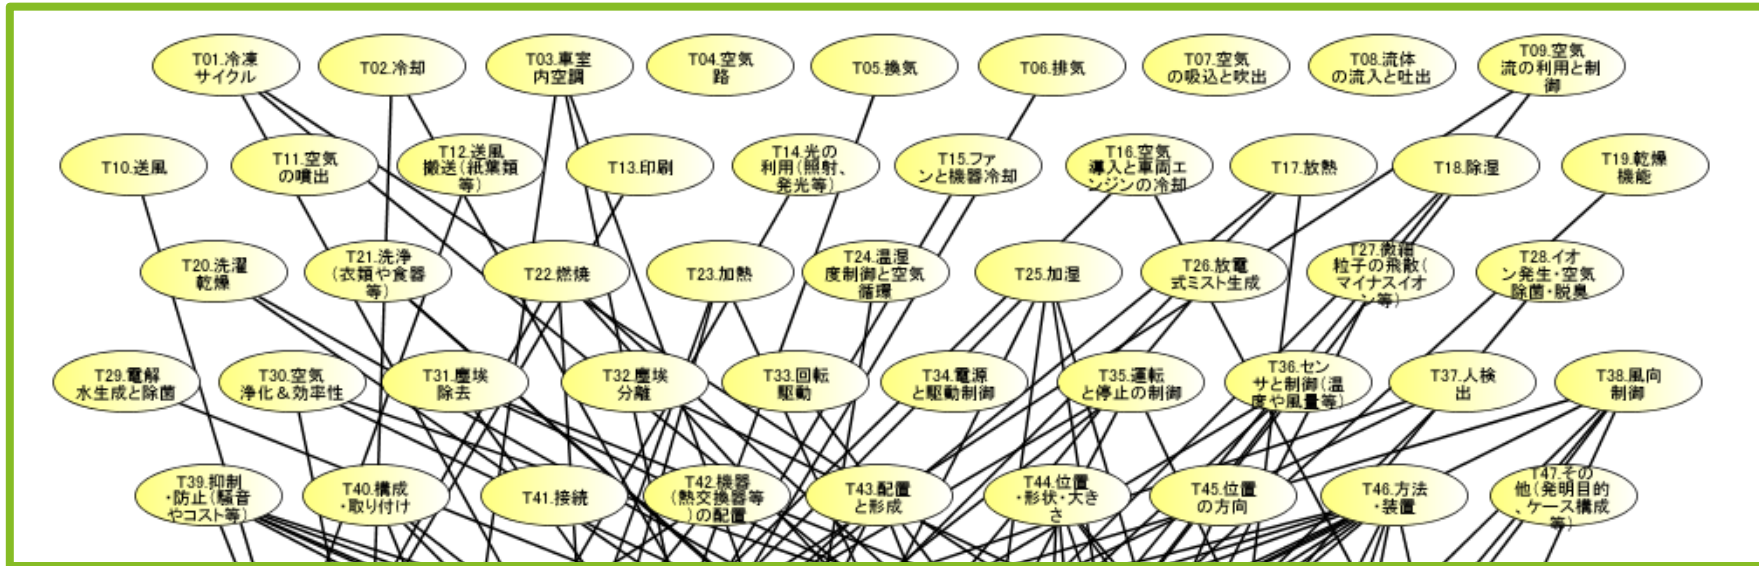 T01.冷凍
サイクル
T02.冷却
T03.車室
内空調
T04.空気
路
T05.換気
T06.排気
T07.空気
の吸込と吹出
T08.流体
の流入と吐出
T09.空気
流の利用と制
御
T10.送風
T11.空気
の噴出
T12.送風
搬送(紙葉類
等)
T13.印刷
T14.光の
利用(照射、
発光等)
T15.ファ
ンと機器冷却
T16.空気
導入と車両エ
ンジンの冷却
T17.放熱
T18.除湿
T19.乾燥
機能
T20.洗濯
乾燥
T21.洗浄
(衣類や食器
等)
T22.燃焼
T23.加熱
T24.温湿
度制御と空気
循環
T25.加湿
T26.放電
式ミスト生成
T27.微細
粒子の飛散(
マイナスイオ
ン等)
T28.イオ
ン発生・空気
除菌・脱臭
T29.電解
水生成と除菌
T30.空気
浄化＆効率性
T31.塵埃
除去
T32.塵埃
分離
T33.回転
駆動
T34.電源
と駆動制御
T35.運転
と停止の制御
T36.セン
サと制御(温
度や風量等)
T37.人検
出
T38.風向
制御
T39.抑制
・防止(騒音
やコスト等)
T40.構成
・取り付け
T41.接続
T42.機器
(熱交換器等
)の配置
T43.配置
と形成
T44.位置
・形状・大き
さ
T45.位置
の方向
T46.方法
・装置
T47.その
他(発明目的
、ケース構成
等)